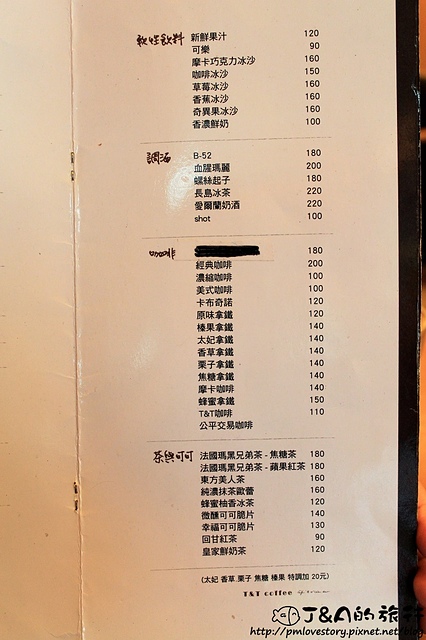 軟性飲料
新鮮果汁 120
可樂 90
摩卡巧克力冰沙 160
咖啡冰沙 150
草莓冰沙 160
香蕉冰沙 160
奇異果冰沙 160
香濃鮮奶 100
調酒
B-52 180
血腥瑪麗 200
螺絲起子 180
長島冰茶 220
愛爾蘭奶酒 220
shot 100
咖啡
180
經典咖啡 200
濃縮咖啡 100
美式咖啡 100
卡布奇諾 120
原味拿鐵 120
榛果拿鐵 140
太妃拿鐵 140
香草拿鐵 140
栗子拿鐵 140
焦糖拿鐵 140
摩卡咖啡 140
蜂蜜拿鐵 150
T&T咖啡 110
公平交易咖啡
茶與可可
法國瑪黑兄弟茶-焦糖茶 180
法國瑪黑兄弟茶-蘋果紅茶 180
東方美人茶 160
純濃抹茶歐蕾 160
蜂蜜柚香冰茶 120
微醺可可脆片 140
幸福可可脆片 130
回甘紅茶 90
皇家鮮奶茶 120
(太妃 香草 栗子 焦糖 榛果 特調加 20元)
T&T coffee
J&A的旅行
http://pmlovestory.pixnet.net/blog